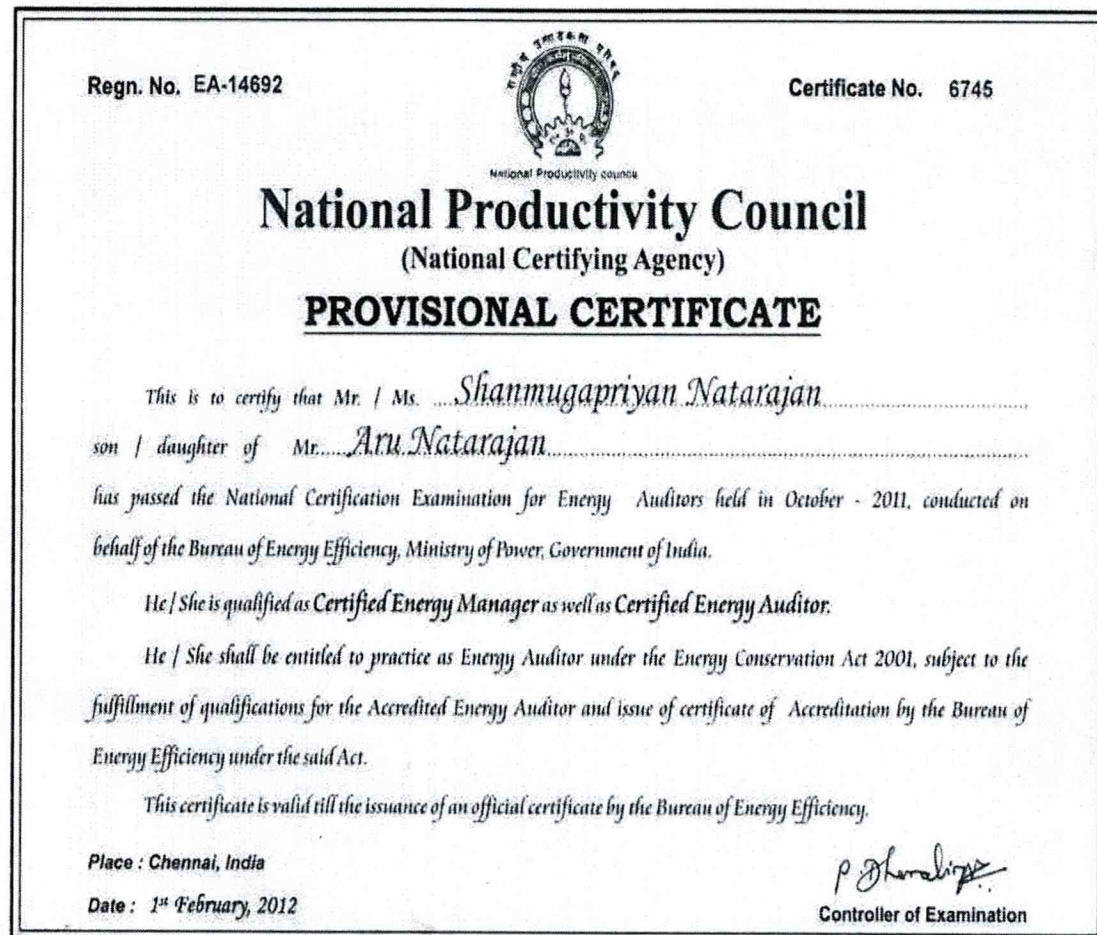 Regn. No. EA-14692
Certificate No. 6745
राष्ट्रीय उत्पादकता परिषद
National Productivity Council
National Productivity Council
(National Certifying Agency)
PROVISIONAL CERTIFICATE
This is to certify that Mr. / Ms. Shanmugapriyan Natarajan
son / daughter of Mr. Aru Natarajan
has passed the National Certification Examination for Energy Auditors held in October - 2011, conducted on
behalf of the Bureau of Energy Efficiency, Ministry of Power, Government of India.
He / She is qualified as Certified Energy Manager as well as Certified Energy Auditor.
He / She shall be entitled to practice as Energy Auditor under the Energy Conservation Act 2001, subject to the
fulfillment of qualifications for the Accredited Energy Auditor and issue of certificate of Accreditation by the Bureau of
Energy Efficiency under the said Act.
This certificate is valid till the issuance of an official certificate by the Bureau of Energy Efficiency.
Place : Chennai, India
Date : 1st February, 2012
Controller of Examination